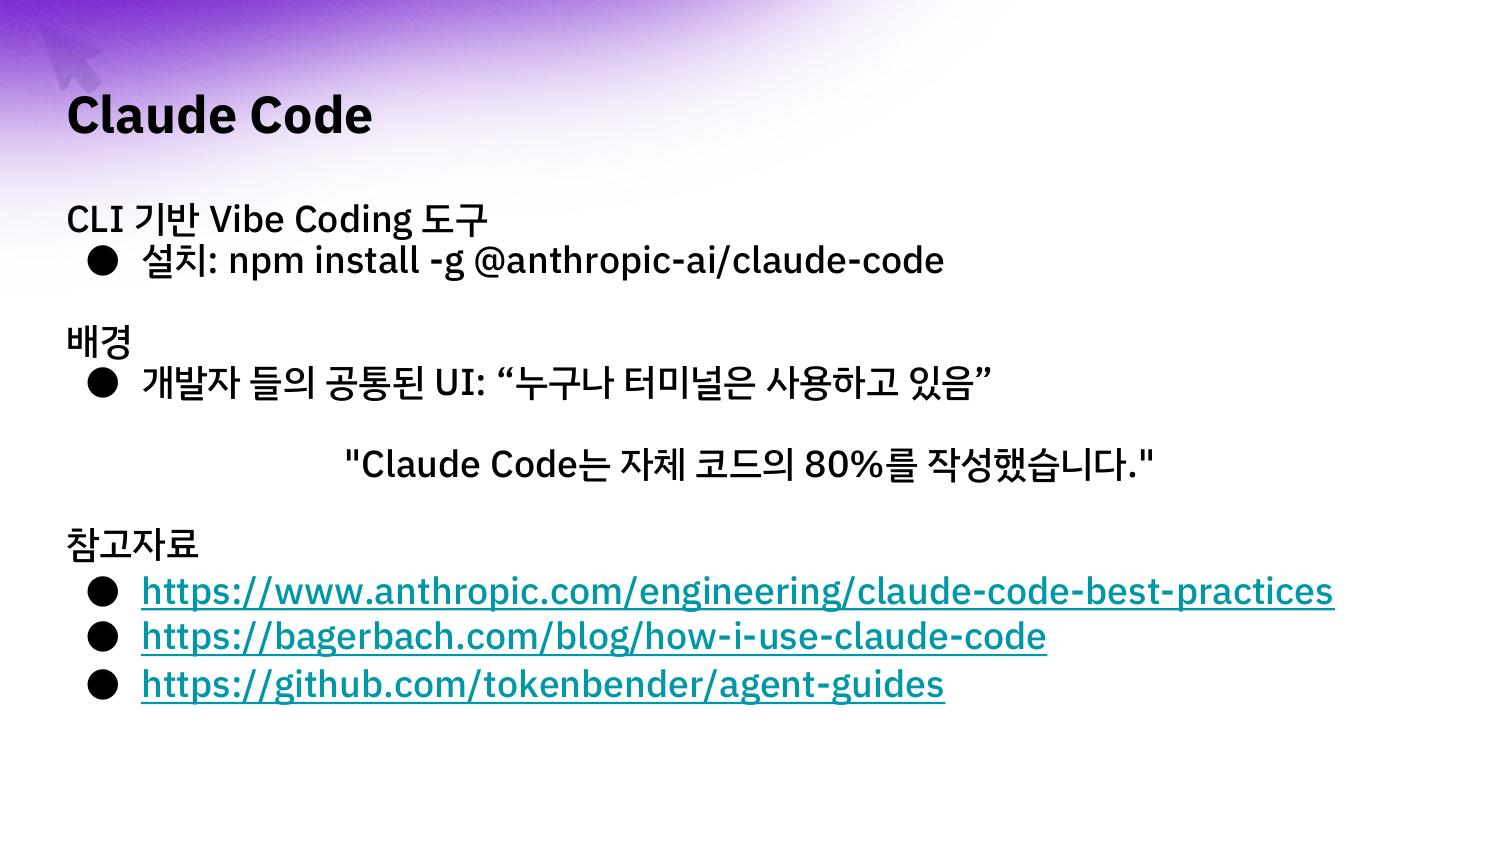 Claude Code
CLI 기반 Vibe Coding 도구
● 설치: npm install -g @anthropic-ai/claude-code
배경
● 개발자 들의 공통된 UI: “누구나 터미널은 사용하고 있음”
"Claude Code는 자체 코드의 80%를 작성했습니다."
참고자료
● https://www.anthropic.com/engineering/claude-code-best-practices
● https://bagerbach.com/blog/how-i-use-claude-code
● https://github.com/tokenbender/agent-guides